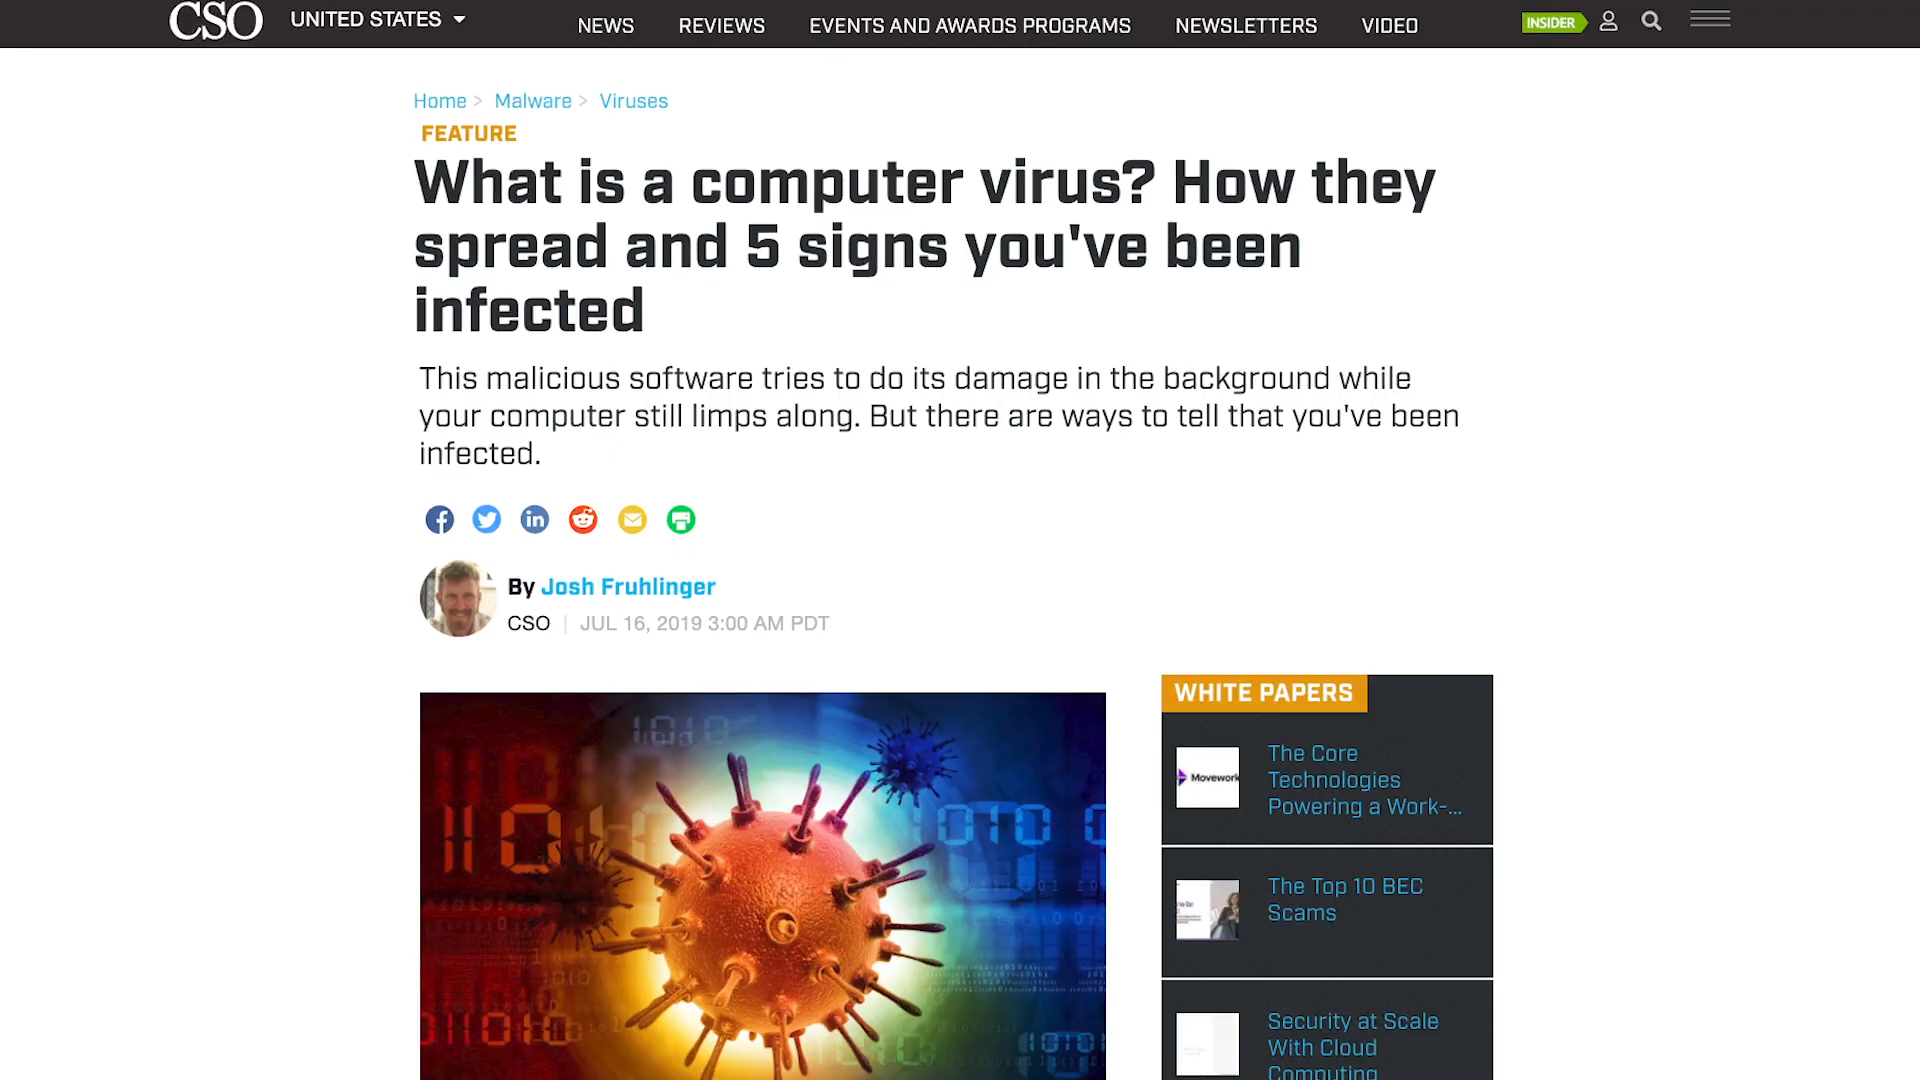 CSO
UNITED STATES
NEWS
REVIEWS
EVENTS AND AWARDS PROGRAMS
NEWSLETTERS
VIDEO
INSIDER
Home > Malware > Viruses
FEATURE
What is a computer virus? How they
spread and 5 signs you've been
infected
This malicious software tries to do its damage in the background while
your computer still limps along. But there are ways to tell that you've been
infected.
By Josh Fruhlinger
CSO | JUL 16, 2019 3:00 AM PDT
WHITE PAPERS
Movework
The Core
Technologies
Powering a Work-...
The Top 10 BEC
Scams
Security at Scale
With Cloud
Computing